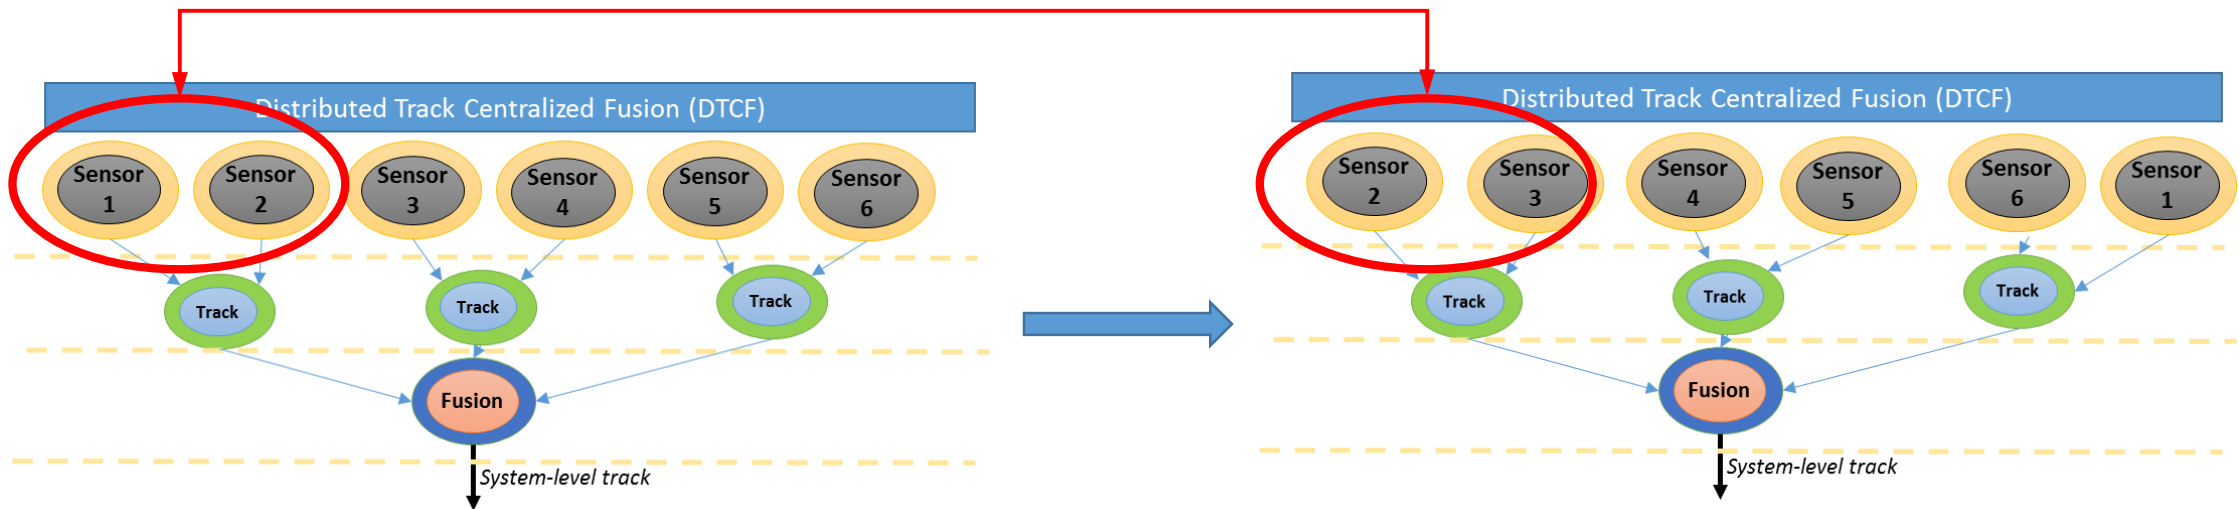 Distributed Track Centralized Fusion (DTCF)
Sensor
1
Sensor
2
Sensor
3
Sensor
4
Sensor
5
Sensor
6
Track
Track
Track
Fusion
System-level track
Distributed Track Centralized Fusion (DTCF)
Sensor
2
Sensor
3
Sensor
4
Sensor
5
Sensor
6
Sensor
1
Track
Track
Track
Fusion
System-level track